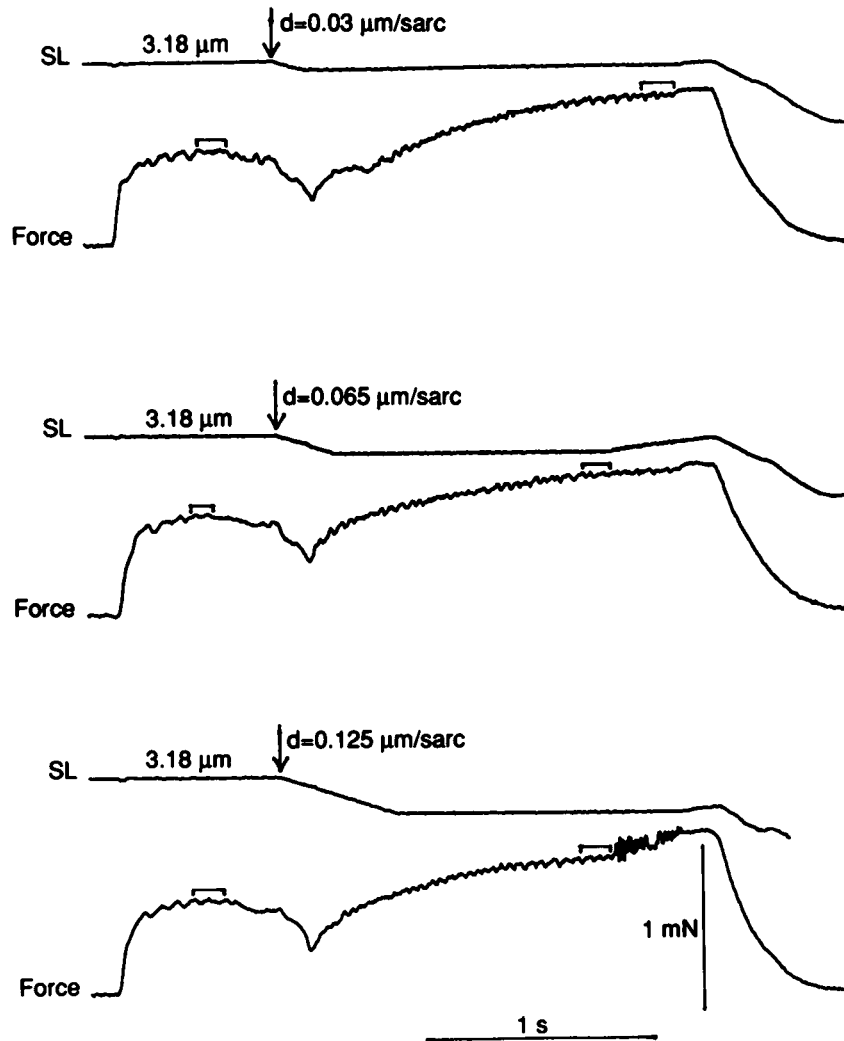 d=0.03 µm/sarc
3.18 µm
SL
Force
d=0.065 µm/sarc
3.18 µm
SL
Force
d=0.125 µm/sarc
3.18 µm
SL
1 mN
Force
1 s